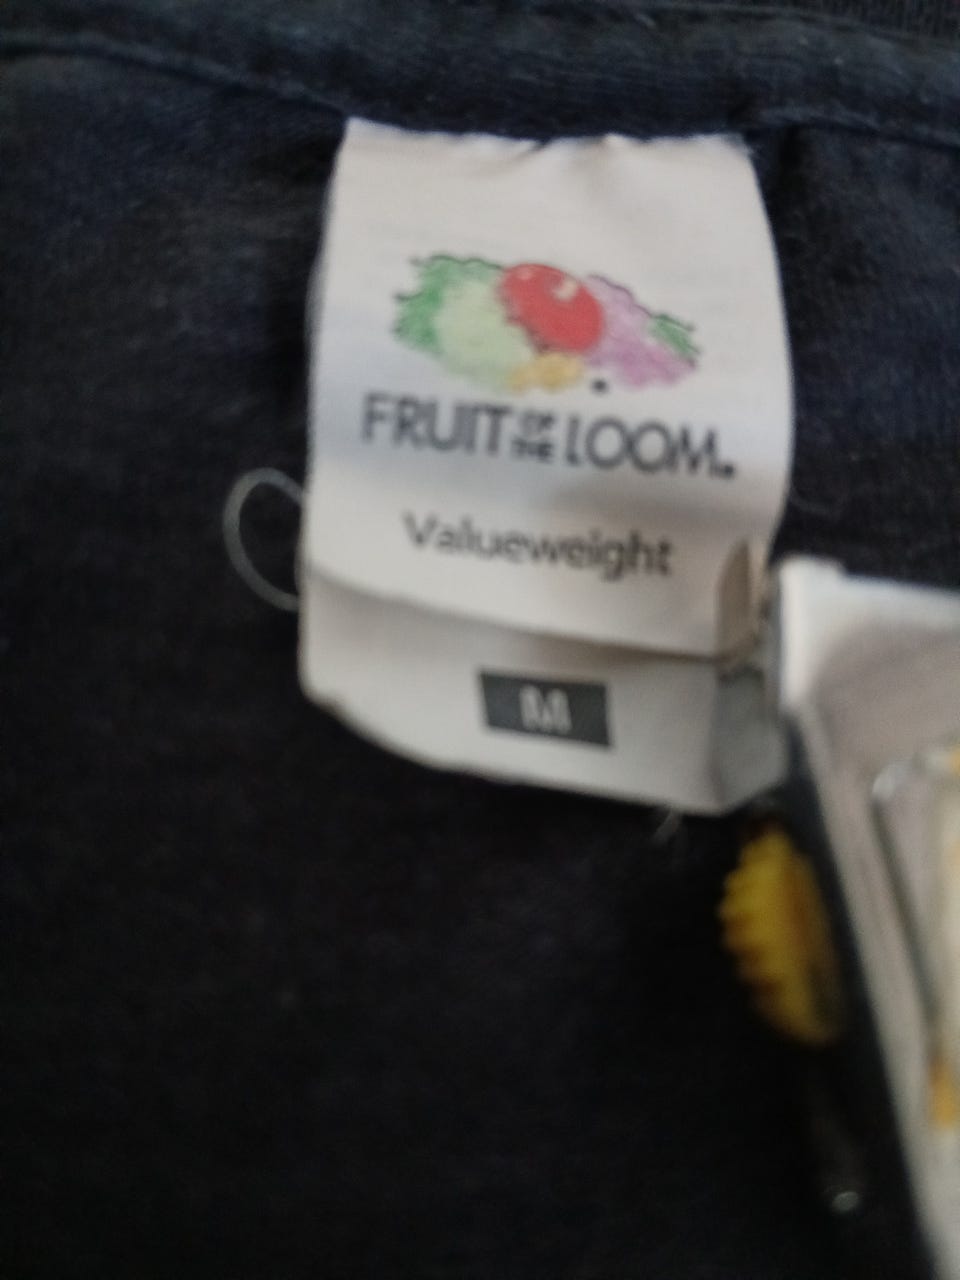 FRUIT OF THE LOOM.
Valueweight
M